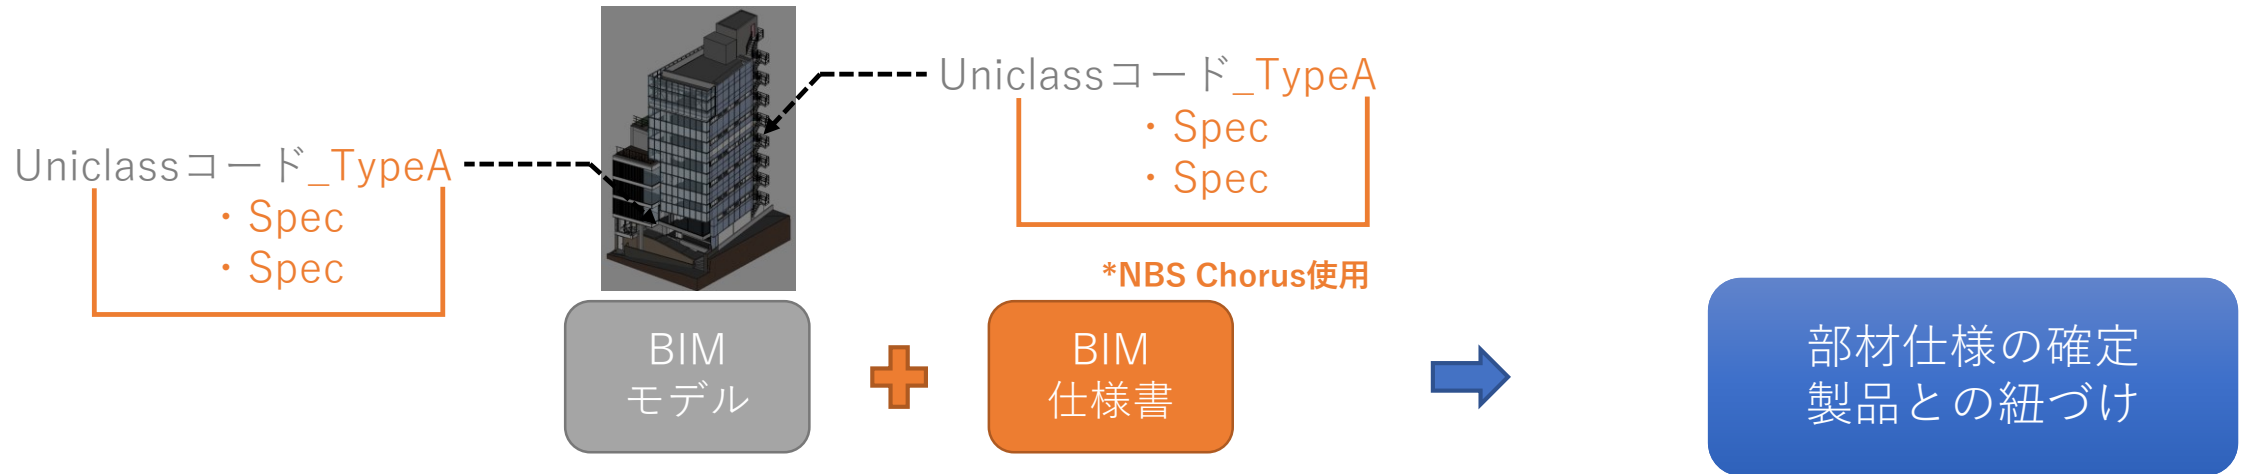 Uniclassコード_TypeA
・Spec
・Spec
Uniclassコード_TypeA
・Spec
・Spec
*NBS Chorus使用
BIM
モデル
BIM
仕様書
部材仕様の確定
製品との紐づけ